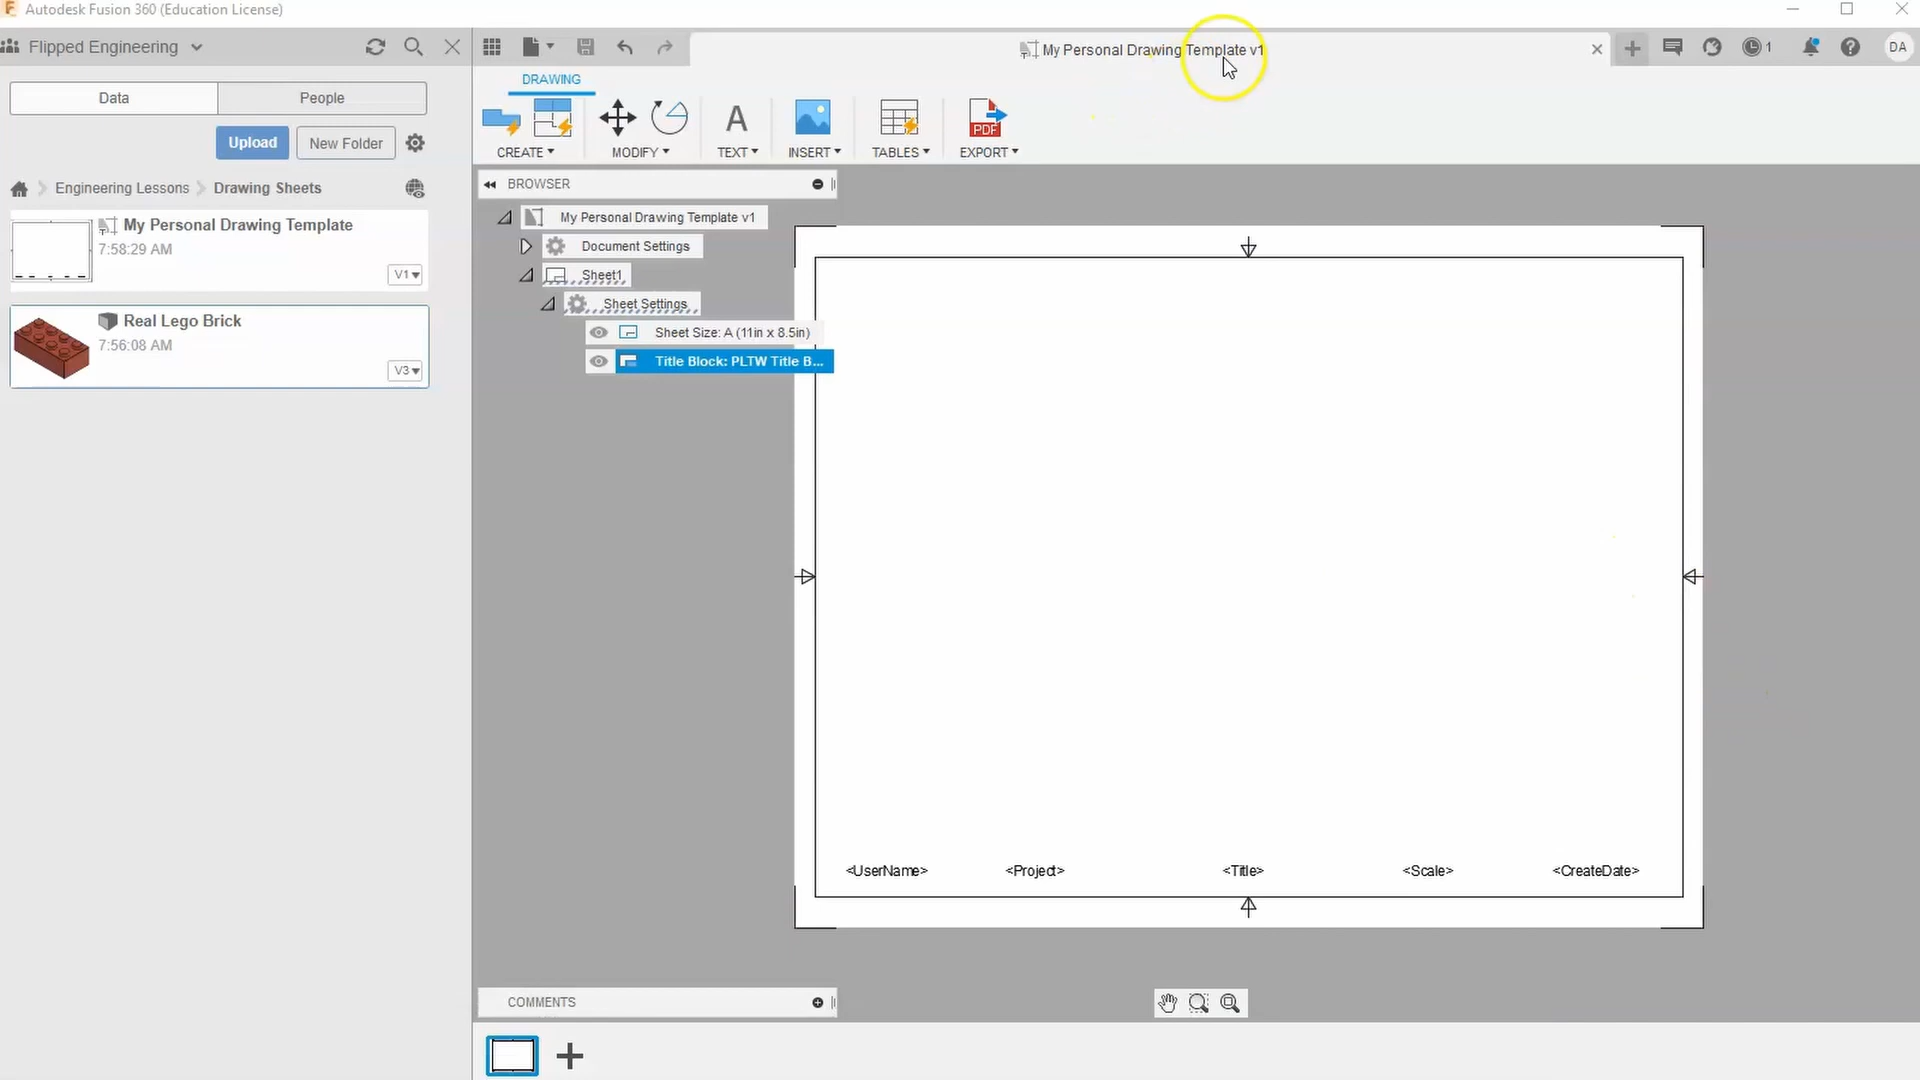 Autodesk Fusion 360 (Education License)
Flipped Engineering
My Personal Drawing Template v1
1
DA
Data
People
DRAWING
Upload
New Folder
CREATE
MODIFY
TEXT
INSERT
TABLES
PDF
EXPORT
Engineering Lessons
Drawing Sheets
BROWSER
My Personal Drawing Template
7:58:29 AM
V1
Real Lego Brick
7:56:08 AM
V3
My Personal Drawing Template v1
Document Settings
Sheet1
Sheet Settings
Sheet Size: A (11in x 8.5in)
Title Block: PLTW Title B...
<UserName>
<Project>
<Title>
<Scale>
<CreateDate>
COMMENTS